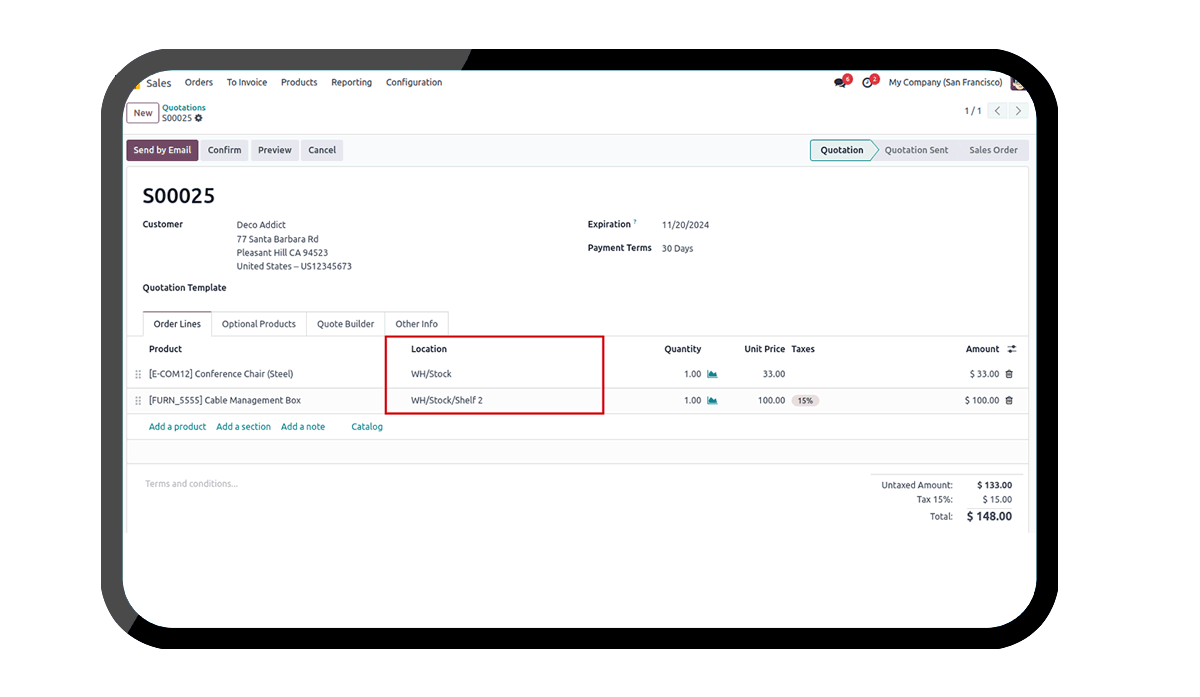 Sales Orders To Invoice Products Reporting Configuration 6 2 My Company (San Francisco)
New Quotations
S00025
1 / 1
Send by Email Confirm Preview Cancel Quotation Quotation Sent Sales Order
S00025
Customer Deco Addict Expiration ? 11/20/2024
77 Santa Barbara Rd
Pleasant Hill CA 94523 Payment Terms 30 Days
United States – US12345673
Quotation Template
Order Lines Optional Products Quote Builder Other Info
Product Location Quantity Unit Price Taxes Amount
[E-COM12] Conference Chair (Steel) WH/Stock 1.00 33.00 $ 33.00
[FURN_5555] Cable Management Box WH/Stock/Shelf 2 1.00 100.00 15% $ 100.00
Add a product Add a section Add a note Catalog
Terms and conditions... Untaxed Amount: $ 133.00
Tax 15%: $ 15.00
Total: $ 148.00